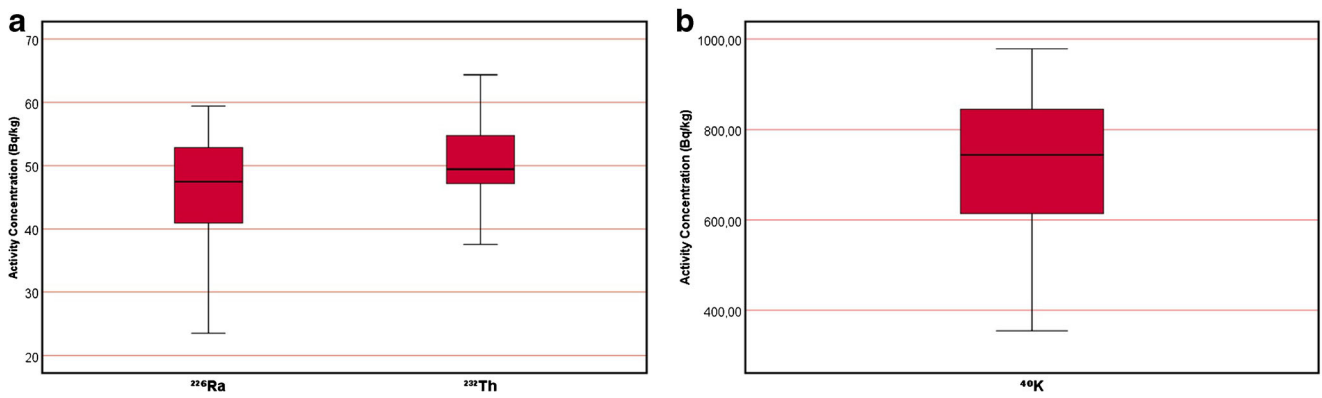 a
Activity Concentration (Bq/kg)
70
60
50
40
30
20
²²⁶Ra
²³²Th
b
Activity Concentration (Bq/kg)
1000,00
800,00
600,00
400,00
⁴⁰K